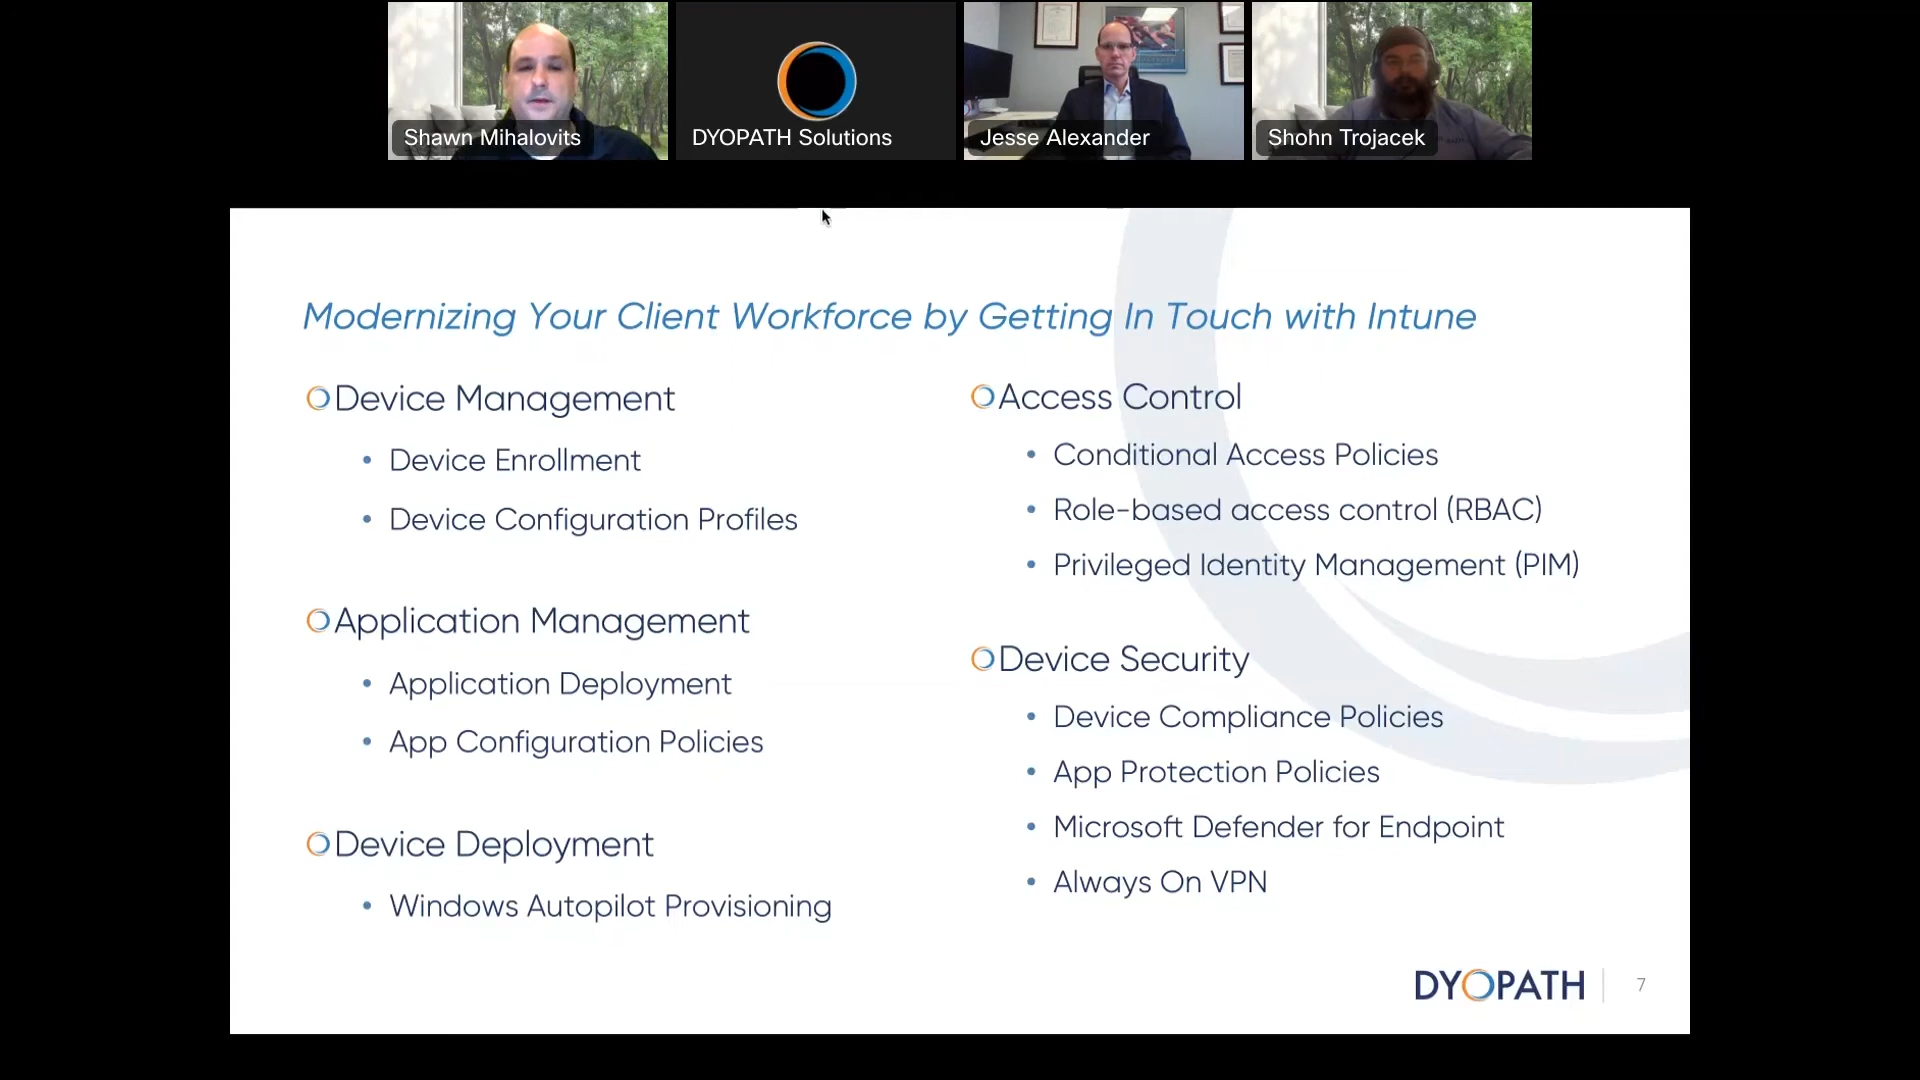 Shawn Mihalovits
DYOPATH Solutions
Jesse Alexander
Shohn Trojacek
Modernizing Your Client Workforce by Getting In Touch with Intune
Device Management
• Device Enrollment
• Device Configuration Profiles
Application Management
• Application Deployment
• App Configuration Policies
Device Deployment
• Windows Autopilot Provisioning
Access Control
• Conditional Access Policies
• Role-based access control (RBAC)
• Privileged Identity Management (PIM)
Device Security
• Device Compliance Policies
• App Protection Policies
• Microsoft Defender for Endpoint
• Always On VPN
DYOPATH
7